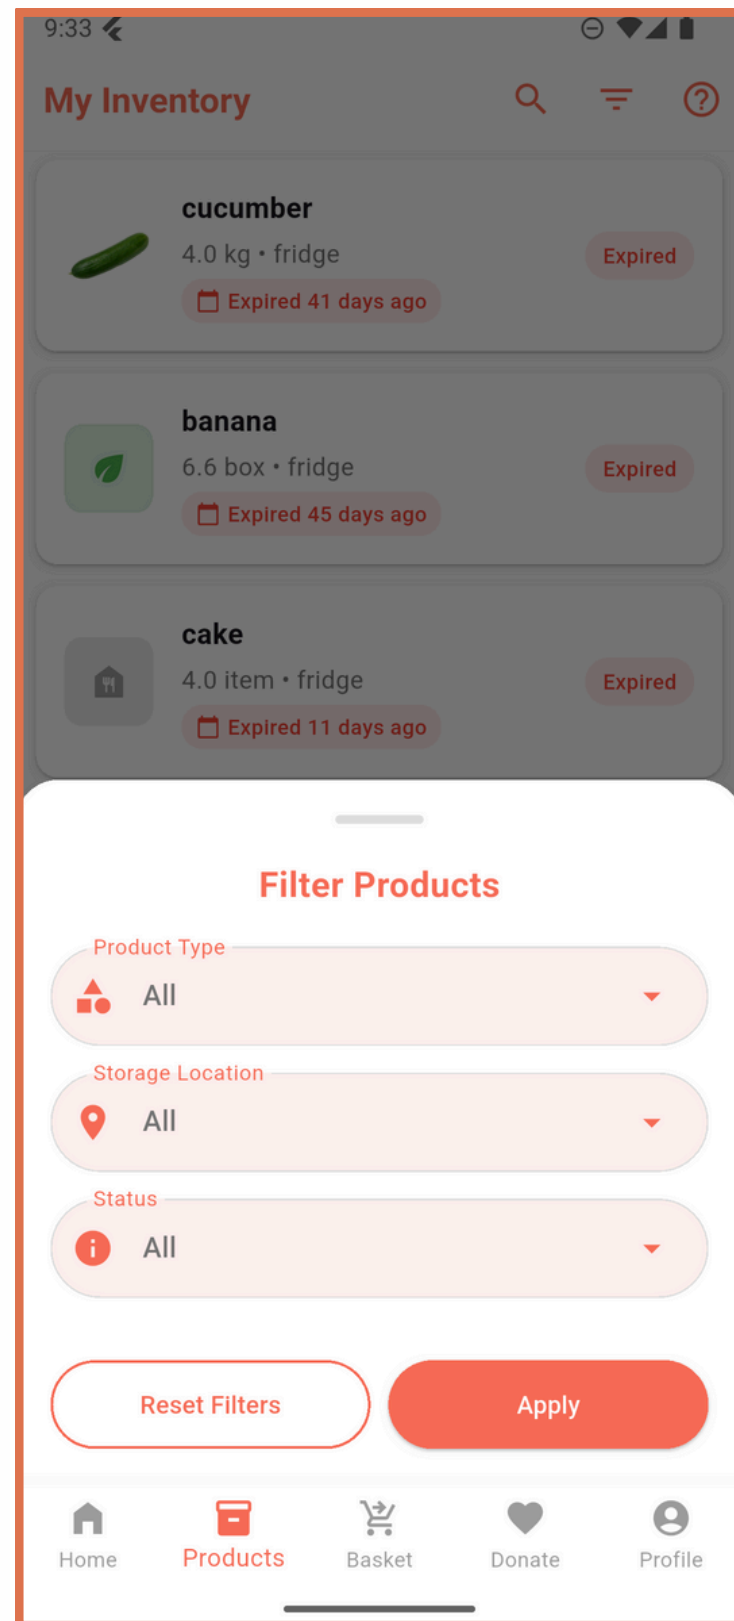 9:33
My Inventory
cucumber
4.0 kg • fridge
Expired
Expired 41 days ago
banana
6.6 box • fridge
Expired
Expired 45 days ago
cake
4.0 item • fridge
Expired
Expired 11 days ago
Filter Products
Product Type
All
Storage Location
All
Status
All
Reset Filters
Apply
Home
Products
Basket
Donate
Profile